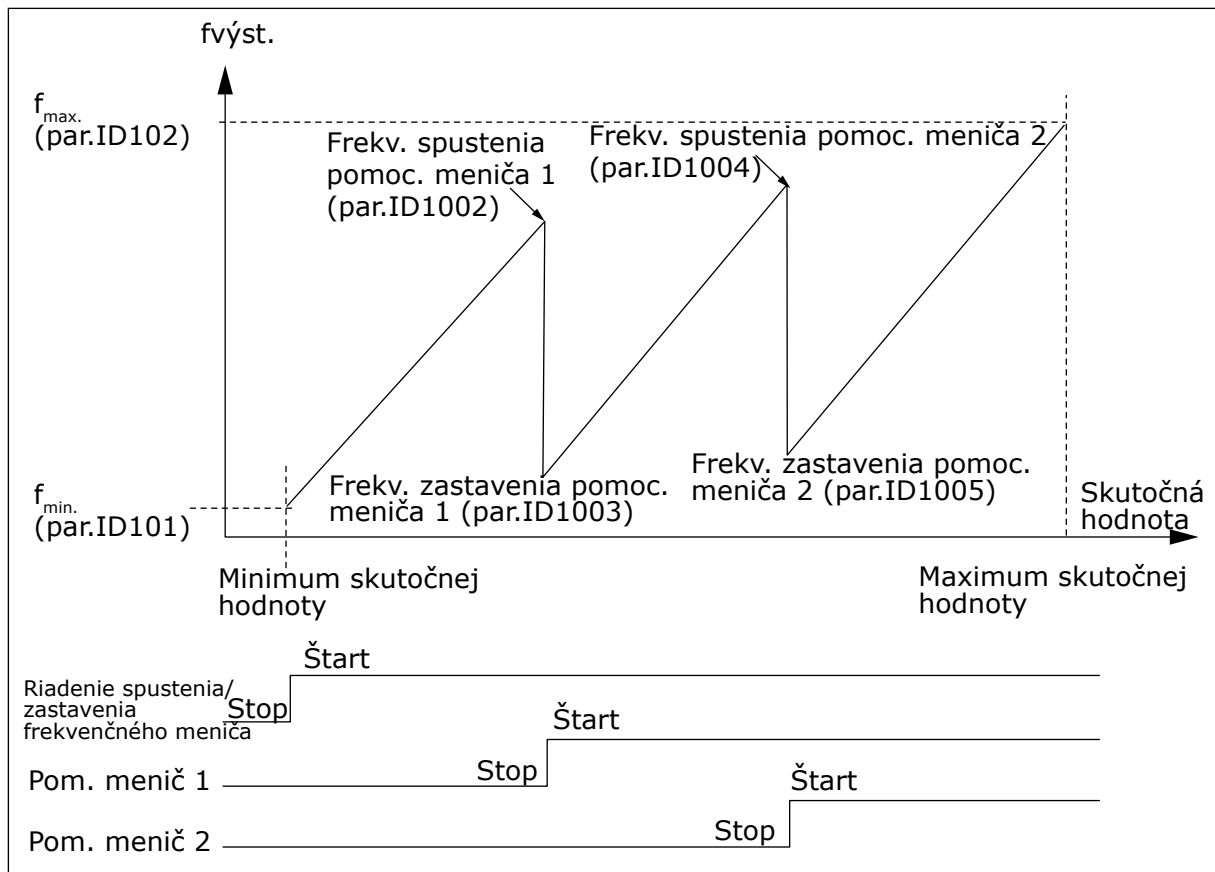 fvýst.
fmax.
(par.ID102)
Frekv. spustenia
pomoc. meniča 1
(par.ID1002)
Frekv. spustenia pomoc. meniča 2
(par.ID1004)
fmin.
(par.ID101)
Frekv. zastavenia pomoc.
meniča 1 (par.ID1003)
Frekv. zastavenia pomoc.
meniča 2 (par.ID1005)
Skutočná
hodnota
Minimum skutočnej
hodnoty
Maximum skutočnej
hodnoty
Riadenie spustenia/
zastavenia
frekvenčného meniča
Stop
Štart
Pom. menič 1
Stop
Štart
Pom. menič 2
Stop
Štart